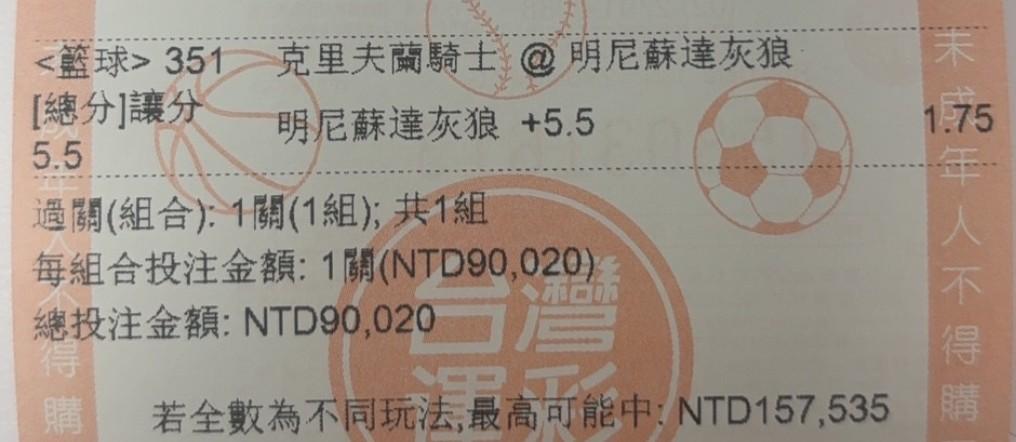 <籃球> 351 克里夫蘭騎士 @ 明尼蘇達灰狼
[總分]讓分
明尼蘇達灰狼 +5.5 1.75
5.5
過關(組合): 1關(1組); 共1組
每組合投注金額: 1關(NTD90,020)
總投注金額: NTD90,020
若全數為不同玩法,最高可能中: NTD157,535
台灣
運彩
未成年人不得購
成年人不得購